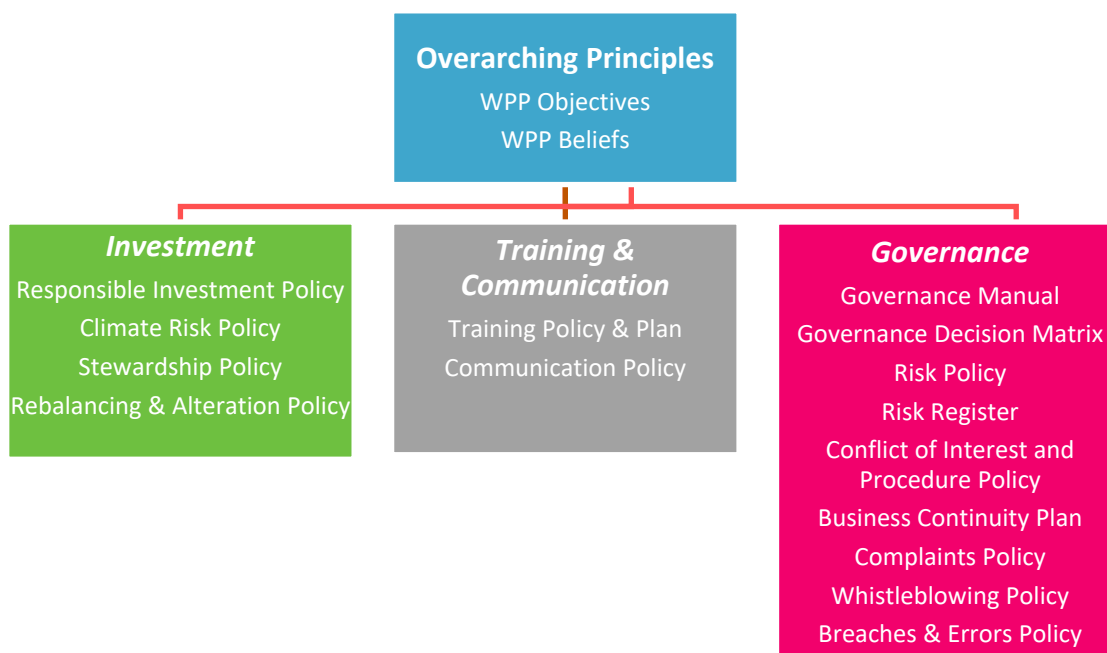 Overarching Principles
WPP Objectives
WPP Beliefs
Investment
Responsible Investment Policy
Climate Risk Policy
Stewardship Policy
Rebalancing & Alteration Policy
Training &
Communication
Training Policy & Plan
Communication Policy
Governance
Governance Manual
Governance Decision Matrix
Risk Policy
Risk Register
Conflict of Interest and
Procedure Policy
Business Continuity Plan
Complaints Policy
Whistleblowing Policy
Breaches & Errors Policy